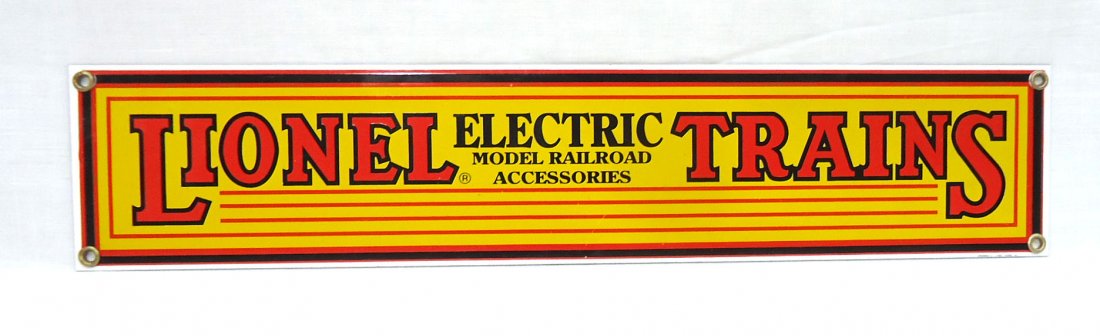 LIONEL® ELECTRIC TRAINS
MODEL RAILROAD
ACCESSORIES